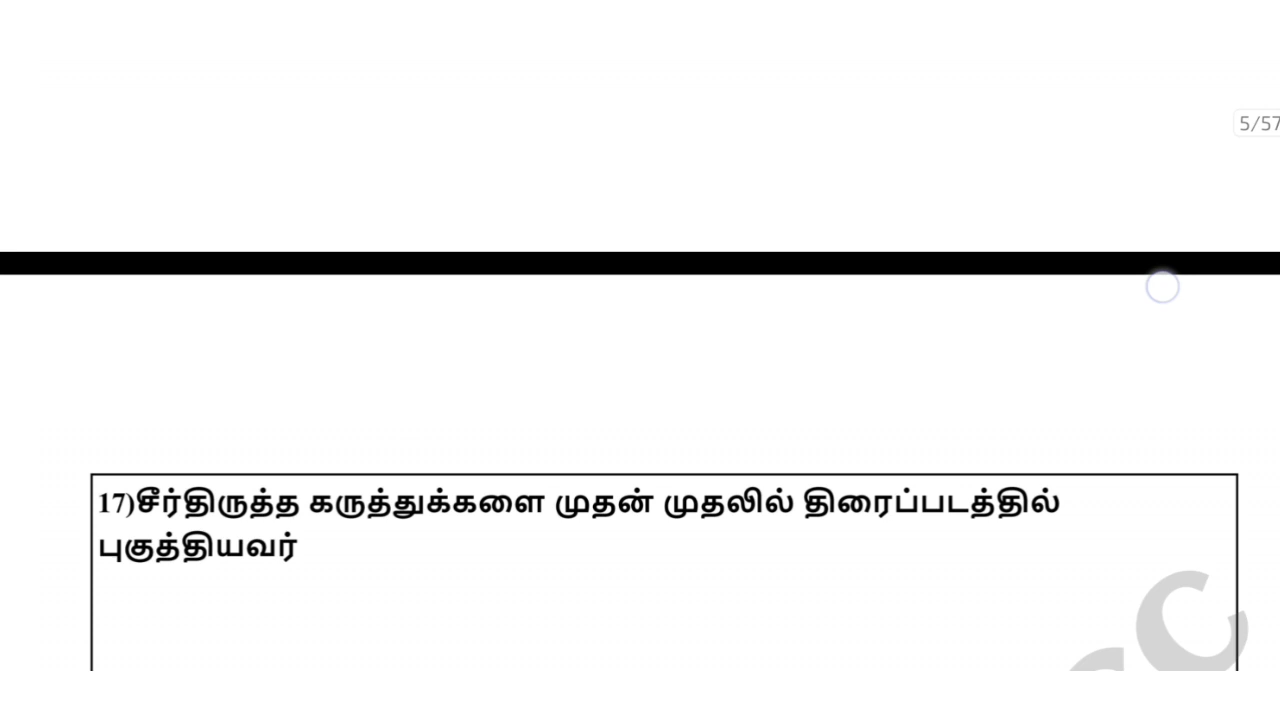 5/57
17)சீர்திருத்த கருத்துக்களை முதன் முதலில் திரைப்படத்தில்
புகுத்தியவர்